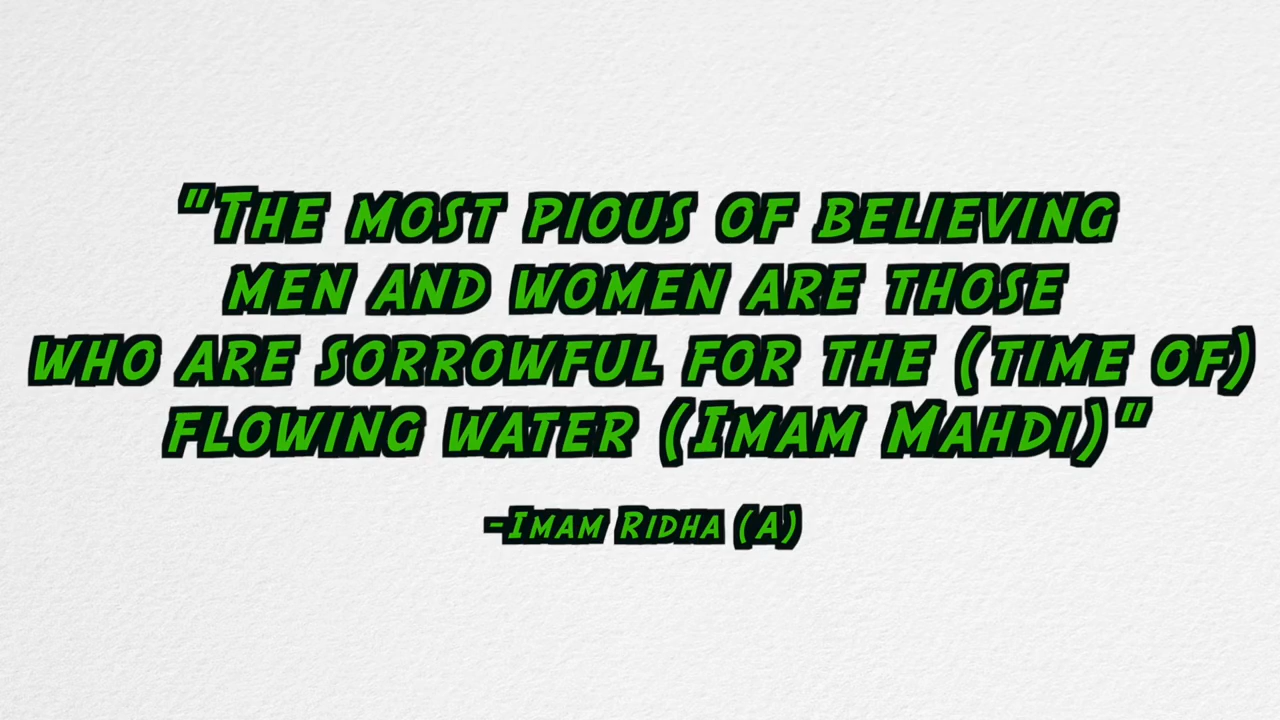 "The most pious of believing
men and women are those
who are sorrowful for the (time of)
flowing water (Imam Mahdi)"
-Imam Ridha (A)